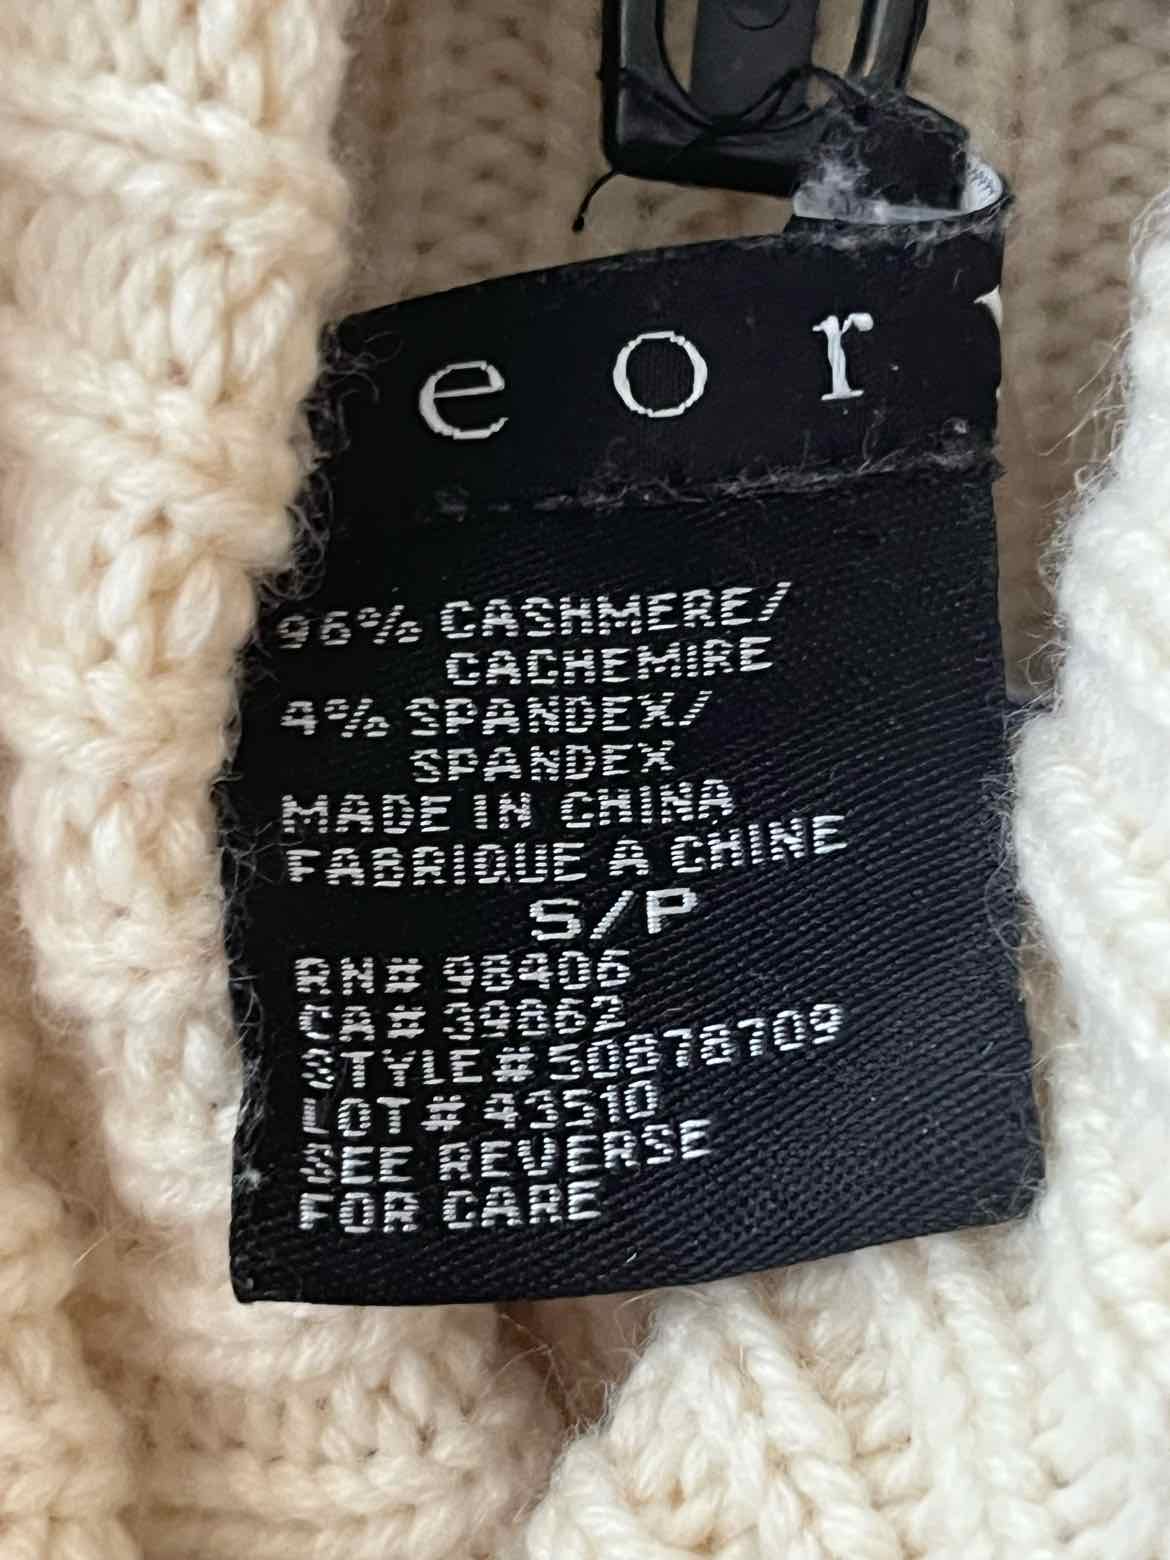 e o r
96% CASHMERE/
CACHEMIRE
4% SPANDEX/
SPANDEX
MADE IN CHINA
FABRIQUE A CHINE
S/P
RN# 98406
CA# 39862
STYLE# 50878709
LOT# 43510
SEE REVERSE
FOR CARE